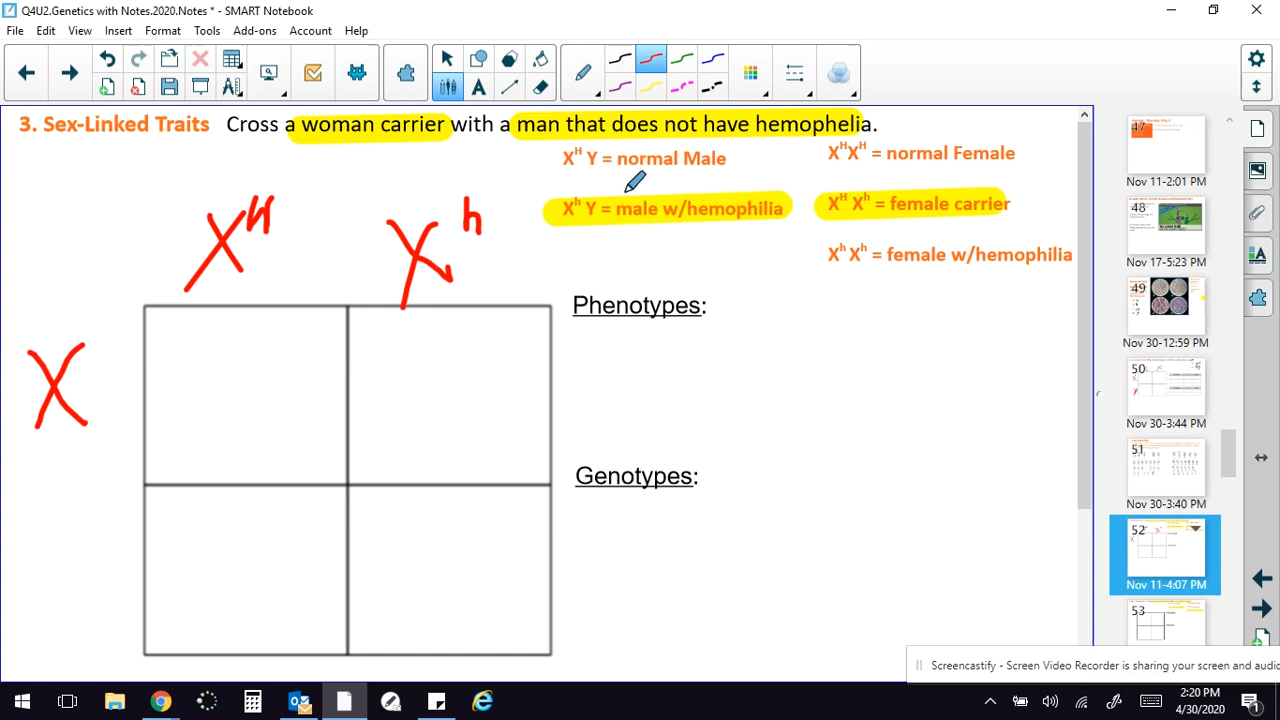 Q4U2.Genetics with Notes.2020.Notes * - SMART Notebook
File Edit View Insert Format Tools Add-ons Account Help
3. Sex-Linked Traits Cross a woman carrier with a man that does not have hemophelia.
X^H Y = normal Male
X^H X^H = normal Female
X^h Y = male w/hemophilia
X^H X^h = female carrier
X^h X^h = female w/hemophilia
X^H X^h
X
Phenotypes:
Genotypes:
47
Nov 11-2:01 PM
48
Nov 17-5:23 PM
49
Nov 30-12:59 PM
50
Nov 30-3:44 PM
51
Nov 30-3:40 PM
52
Nov 11-4:07 PM
53
Screencastify - Screen Video Recorder is sharing your screen and audio
2:20 PM
4/30/2020
1